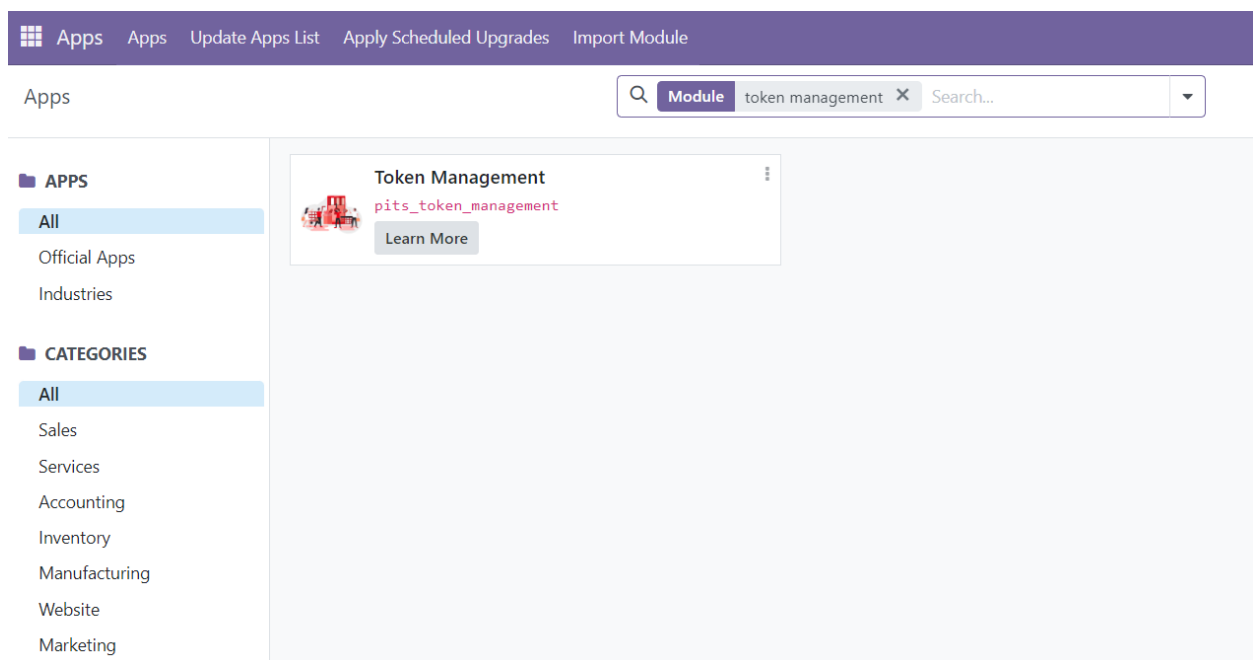 Apps Apps Update Apps List Apply Scheduled Upgrades Import Module
Apps
Module token management Search...
APPS
All
Official Apps
Industries
CATEGORIES
All
Sales
Services
Accounting
Inventory
Manufacturing
Website
Marketing
Token Management
pits_token_management
Learn More